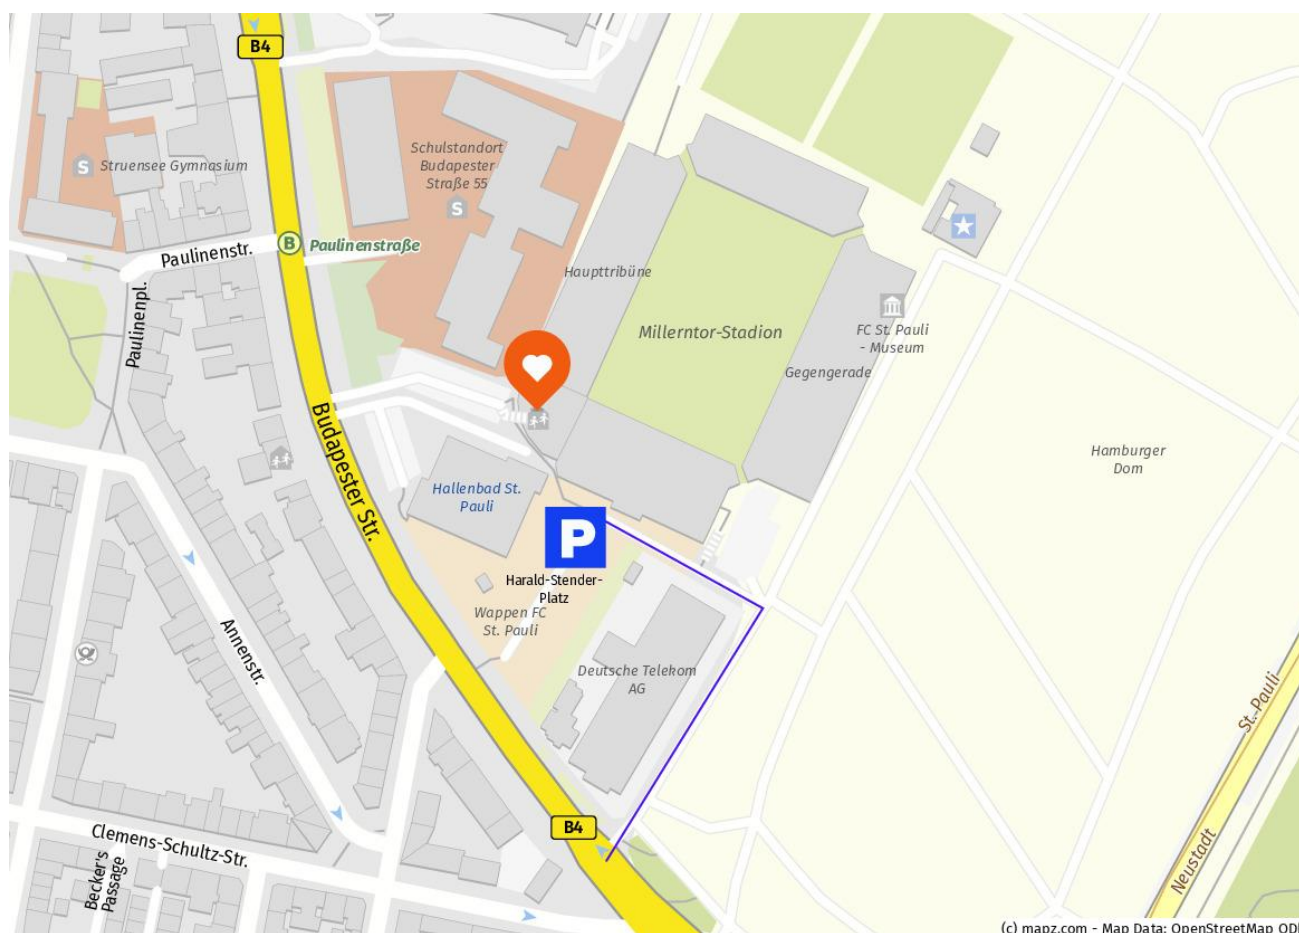 B4
Schulstandort
Budapester
Straße 55
S
Struensee Gymnasium
S
B
Paulinenstraße
Paulinenstr.
Haupttribüne
Paulinenpl.
FC St. Pauli
- Museum
Millerntor-Stadion
Gegengerade
Budapester Str.
Hamburger
Dom
Hallenbad St.
Pauli
P
Harald-Stender-
Platz
Wappen FC
St. Pauli
Annenstr.
Deutsche Telekom
AG
St. Pauli
B4
Clemens-Schultz-Str.
Becker's
Passage
Neustadt
(c) mapz.com - Map Data: OpenStreetMap ODb